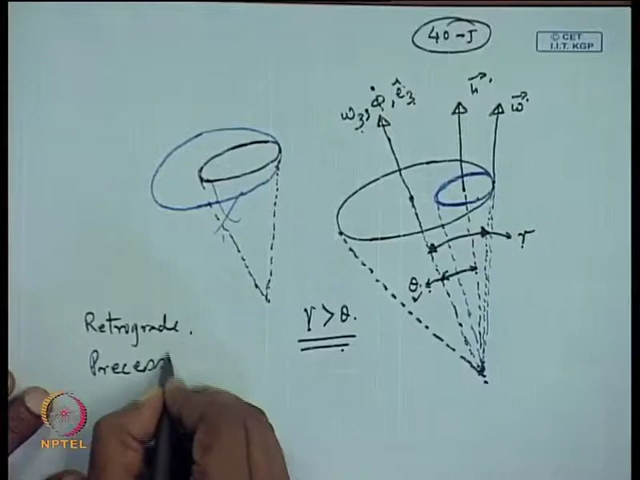 40-J
© CET
I.I.T. KGP
ω₃, φ̇, ê₃
h⃗
ω⃗
γ
θ
γ > θ.
Retrograde.
Precess
NPTEL